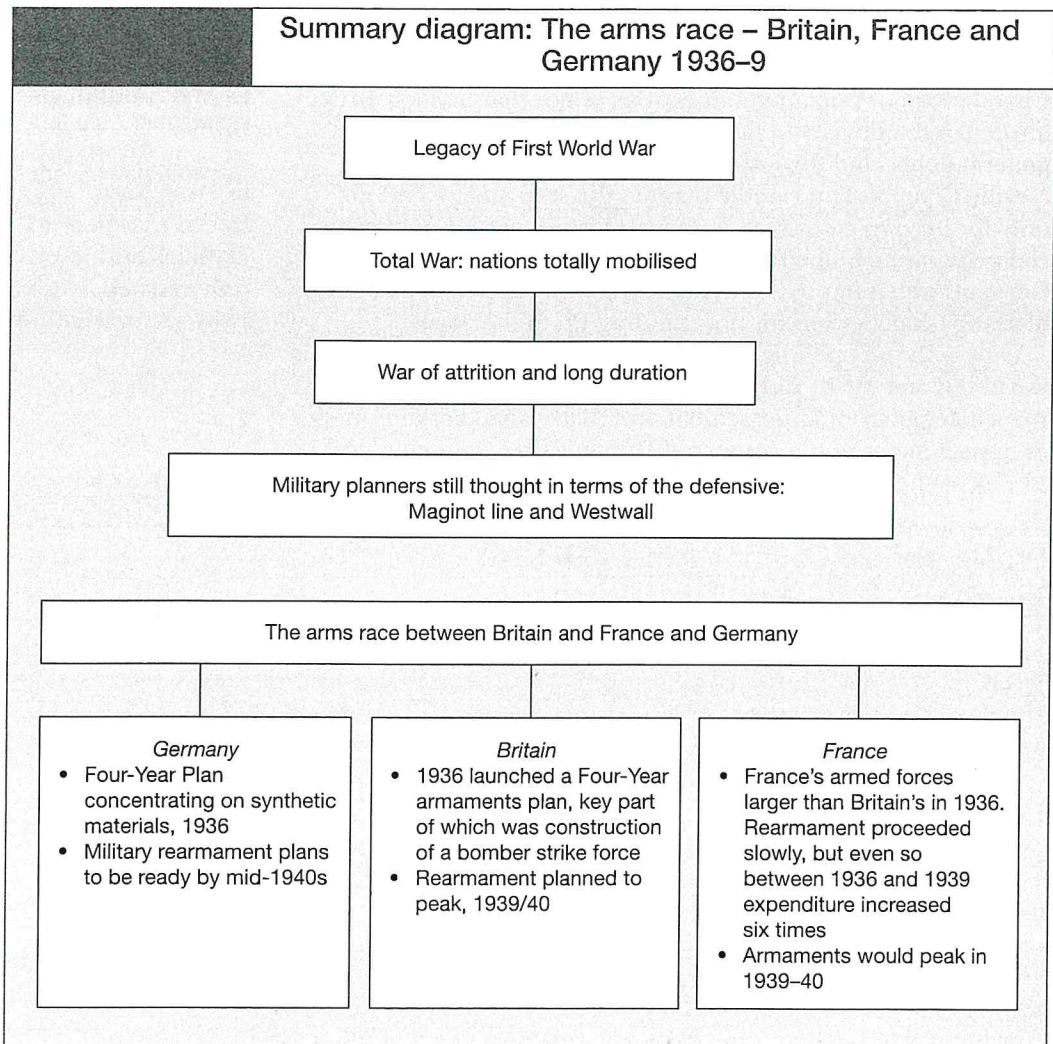 Summary diagram: The arms race – Britain, France and
Germany 1936–9
Legacy of First World War
Total War: nations totally mobilised
War of attrition and long duration
Military planners still thought in terms of the defensive:
Maginot line and Westwall
The arms race between Britain and France and Germany
Germany
• Four-Year Plan
concentrating on synthetic
materials, 1936
• Military rearmament plans
to be ready by mid-1940s
Britain
• 1936 launched a Four-Year
armaments plan, key part
of which was construction
of a bomber strike force
• Rearmament planned to
peak, 1939/40
France
• France's armed forces
larger than Britain's in 1936.
Rearmament proceeded
slowly, but even so
between 1936 and 1939
expenditure increased
six times
• Armaments would peak in
1939–40